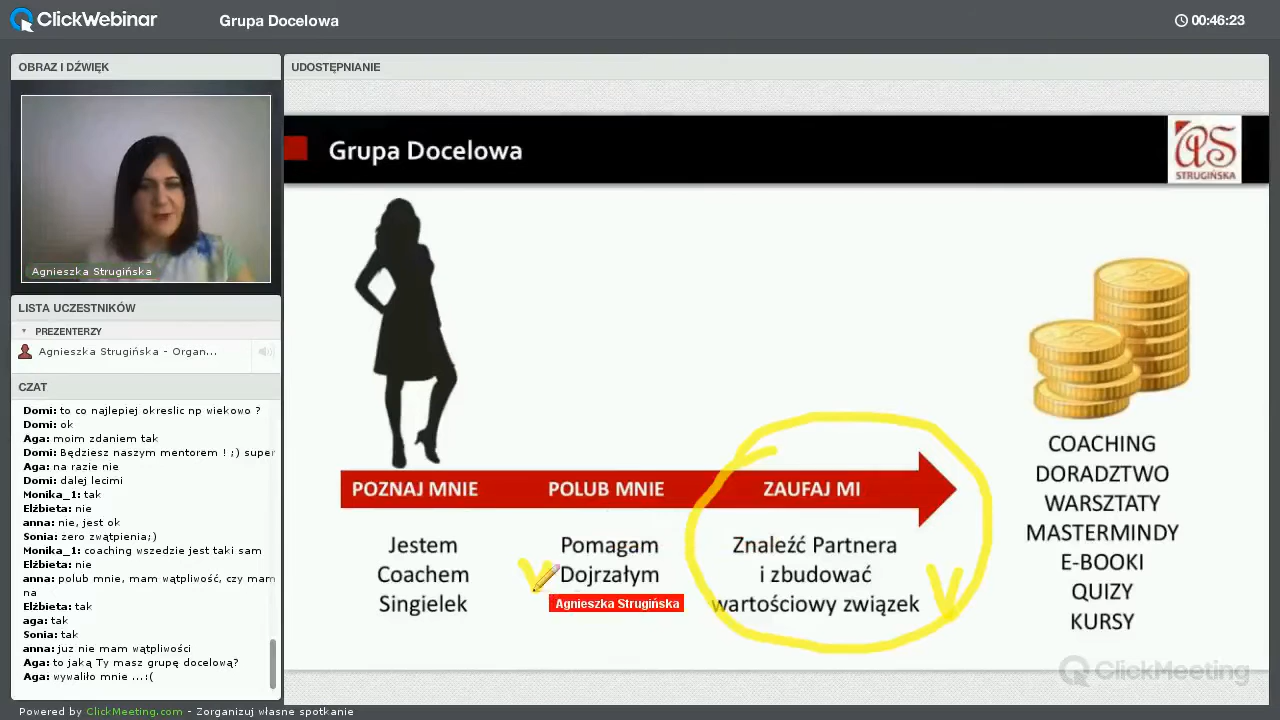 ClickWebinar
Grupa Docelowa
00:46:23
OBRAZ I DŹWIĘK
Agnieszka Strugińska
LISTA UCZESTNIKÓW
PREZENTERZY
Agnieszka Strugińska - Organ...
CZAT
Domi: to co najlepiej okreslic np wiekowo ?
Domi: ok
Aga: moim zdaniem tak
Domi: Będziesz naszym mentorem ! ;) super
Aga: na razie nie
Domi: dalej lecimi
Monika_1: tak
Elżbieta: nie
anna: nie, jest ok
Sonia: zero zwątpienia;)
Monika_1: coaching wszedzie jest taki sam
Elżbieta: nie
anna: polub mnie, mam wątpliwość, czy mam
na
Elżbieta: tak
aga: tak
Sonia: tak
anna: juz nie mam wątpliwości
Aga: to jaką Ty masz grupę docelową?
Aga: wywaliło mnie ...:(
UDOSTĘPNIANIE
Grupa Docelowa
AS
STRUGIŃSKA
POZNAJ MNIE
POLUB MNIE
ZAUFAJ MI
Jestem
Coachem
Singielek
Pomagam
Dojrzałym
Agnieszka Strugińska
Znaleźć Partnera
i zbudować
wartościowy związek
COACHING
DORADZTWO
WARSZTATY
MASTERMINDY
E-BOOKI
QUIZY
KURSY
ClickMeeting
Powered by ClickMeeting.com - Zorganizuj własne spotkanie